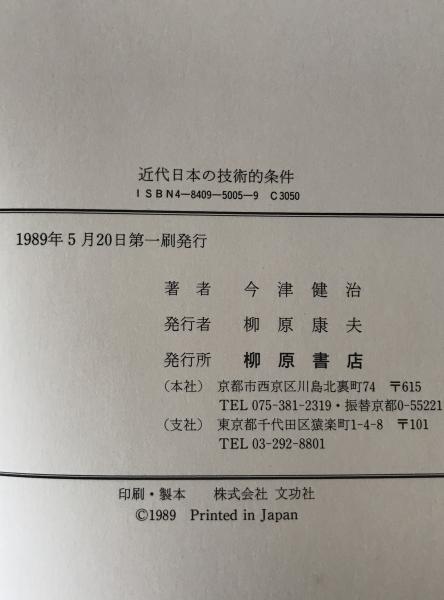 近代日本の技術的条件
ISBN4-8409-5005-9 C3050
1989年5月20日第一刷発行
著者 今津健治
発行者 柳原康夫
発行所 柳原書店
(本社) 京都市西京区川島北裏町74 〒615
TEL 075-381-2319・振替京都0-55221
(支社) 東京都千代田区猿楽町1-4-8 〒101
TEL 03-292-8801
印刷・製本 株式会社 文功社
©1989 Printed in Japan